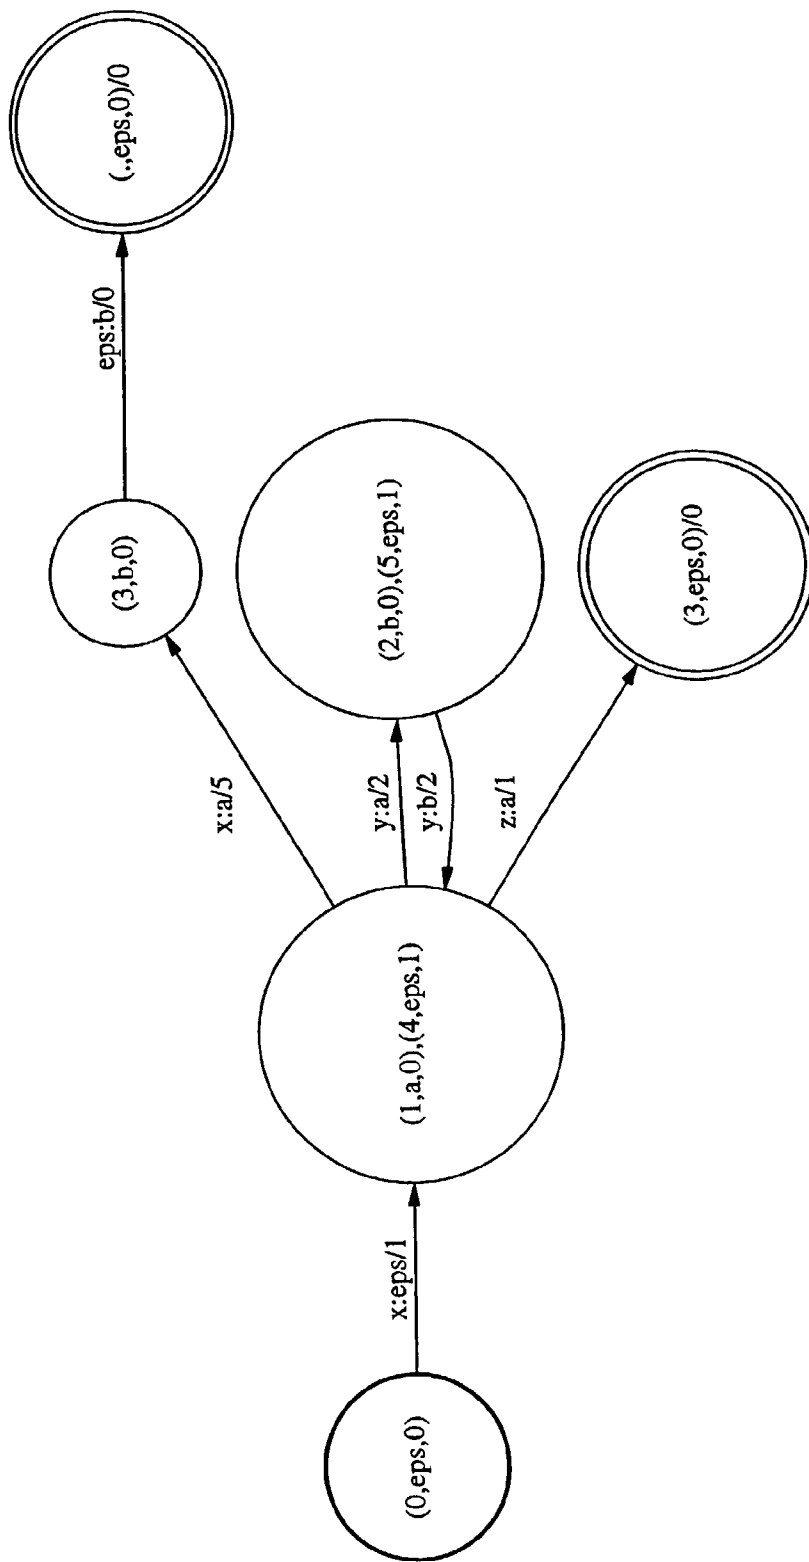 (0,eps,0)
x:eps/1
(1,a,0),(4,eps,1)
x:a/5
y:a/2
y:b/2
z:a/1
(3,b,0)
(2,b,0),(5,eps,1)
(3,eps,0)/0
eps:b/0
(.,eps,0)/0